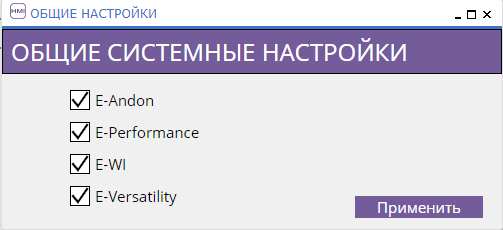 HMI ОБЩИЕ НАСТРОЙКИ
ОБЩИЕ СИСТЕМНЫЕ НАСТРОЙКИ
E-Andon
E-Performance
E-WI
E-Versatility
Применить